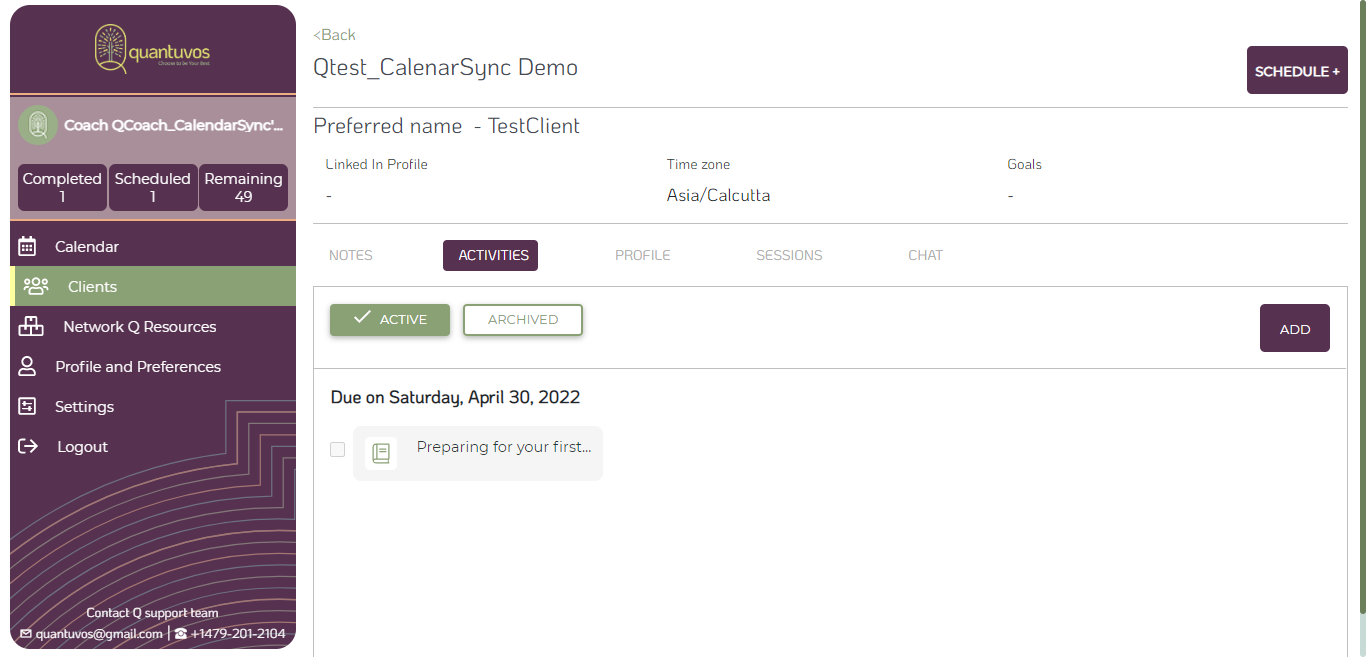 quantuvos
Choose to be Your Best
Coach QCoach_CalendarSync'...
Completed
1
Scheduled
1
Remaining
49
Calendar
Clients
Network Q Resources
Profile and Preferences
Settings
Logout
Contact Q support team
quantuvos@gmail.com | +1479-201-2104
<Back
Qtest_CalenarSync Demo
SCHEDULE +
Preferred name - TestClient
Linked In Profile
-
Time zone
Asia/Calcutta
Goals
-
NOTES ACTIVITIES PROFILE SESSIONS CHAT
ACTIVE ARCHIVED ADD
Due on Saturday, April 30, 2022
Preparing for your first...